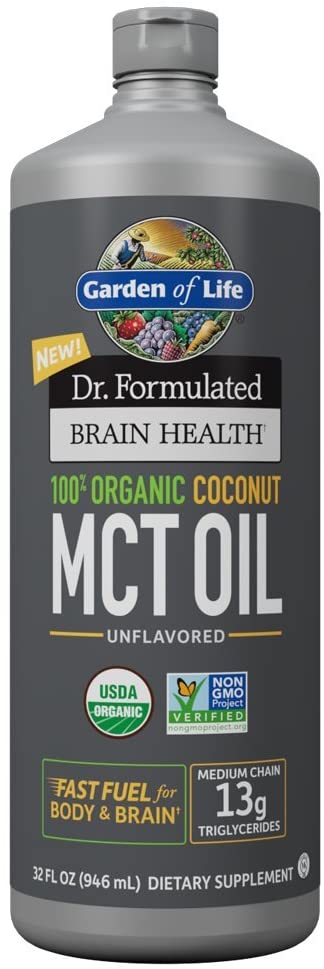 Garden of Life
®
NEW!
Dr. Formulated
BRAIN HEALTH†
100% ORGANIC COCONUT
MCT OIL
UNFLAVORED
USDA
ORGANIC
NON
GMO
Project
VERIFIED
nongmoproject.org
FAST FUEL for
BODY & BRAIN†
MEDIUM CHAIN
13g
TRIGLYCERIDES
32 FL OZ (946 mL) DIETARY SUPPLEMENT